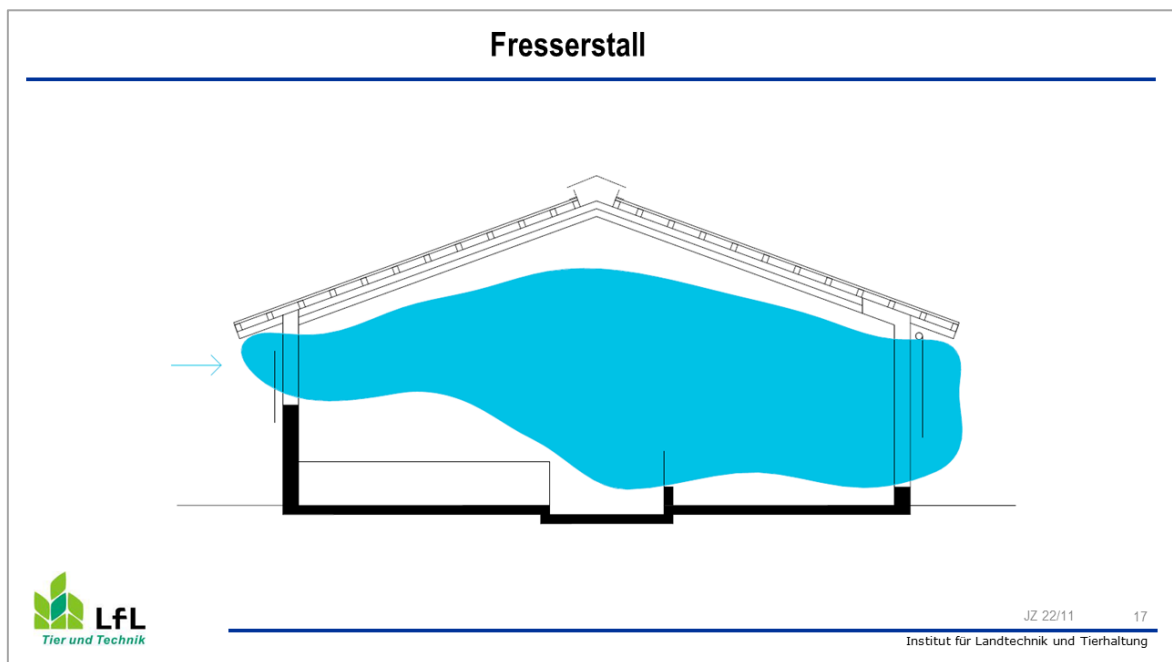 Fresserstall
LfL
Tier und Technik
JZ 22/11 17
Institut für Landtechnik und Tierhaltung